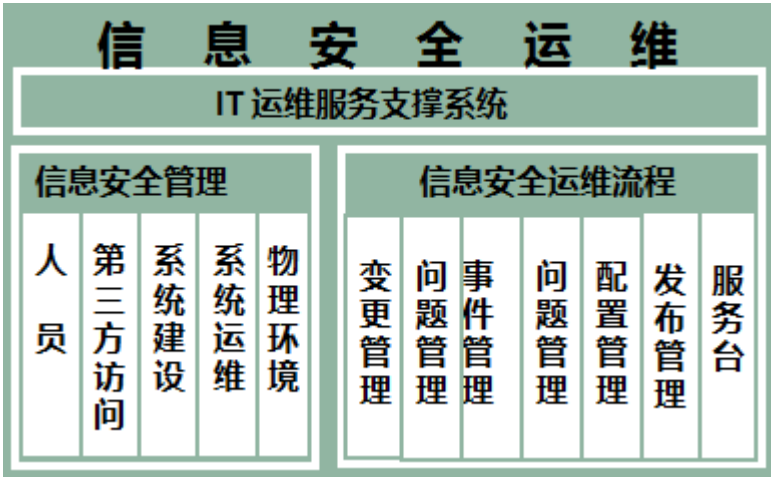 信息安全运维
IT 运维服务支撑系统
信息安全管理
人员
第三方访问
系统建设
系统运维
物理环境
信息安全运维流程
变更管理
问题管理
事件管理
问题管理
配置管理
发布管理
服务台